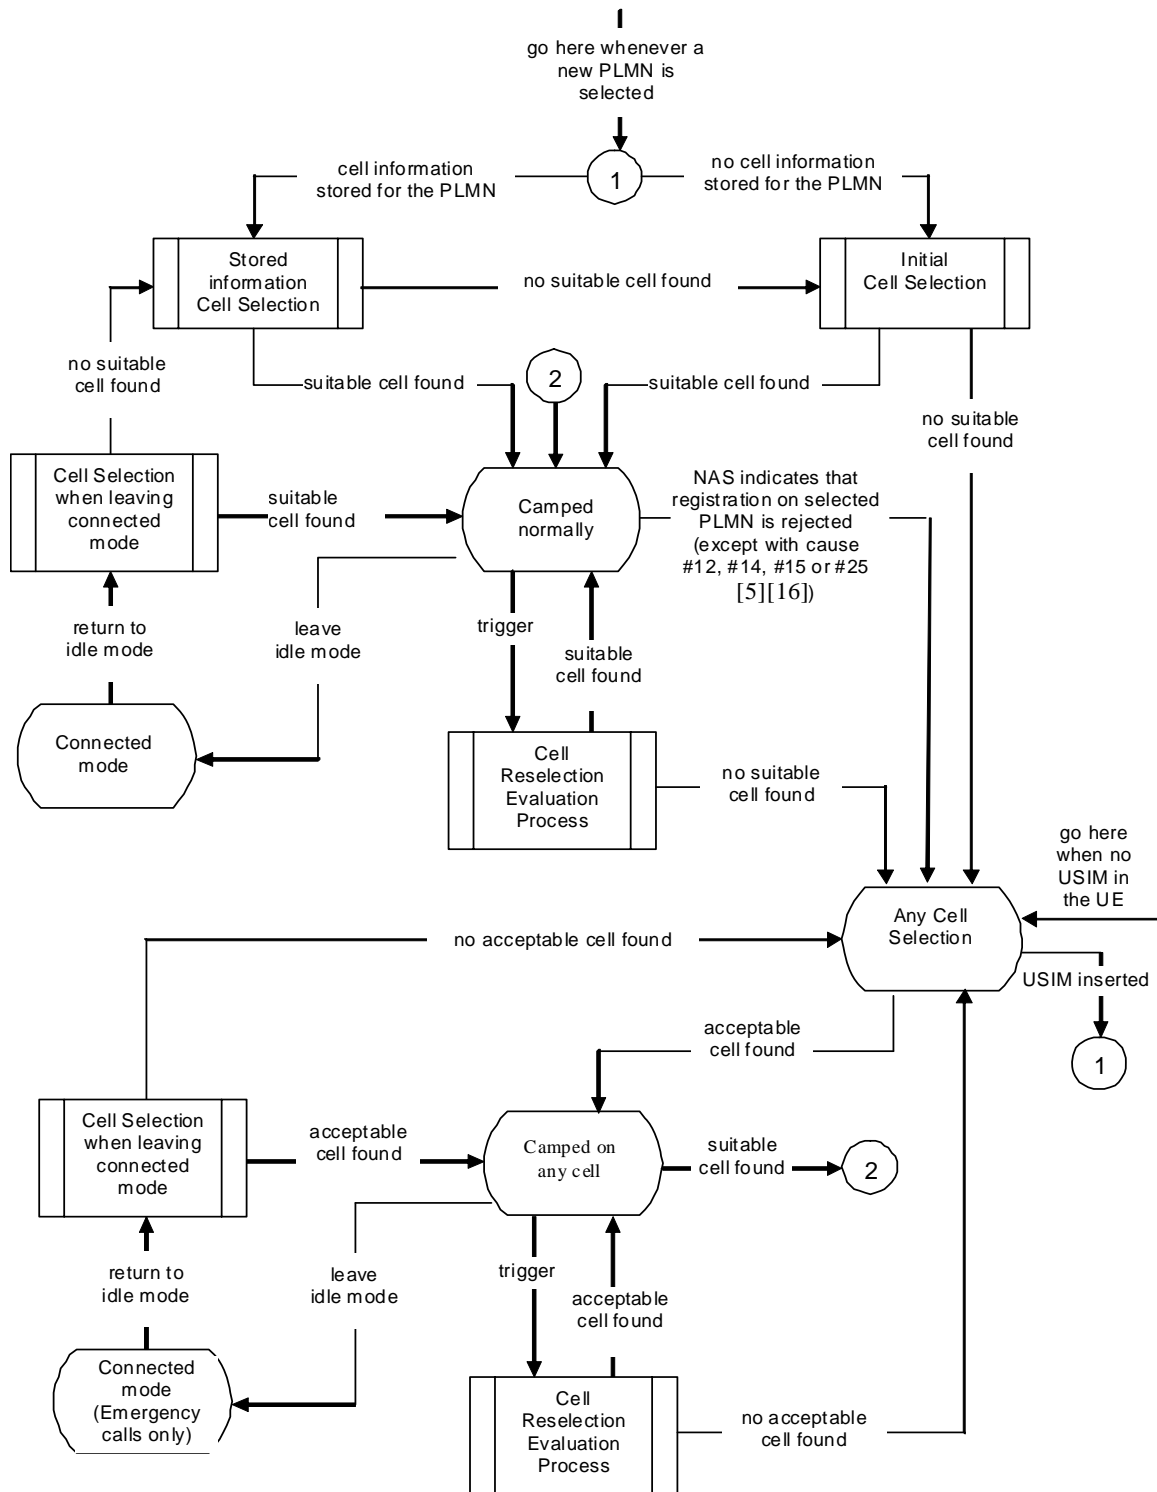 go here whenever a
new PLMN is
selected
1
cell information
stored for the PLMN
no cell information
stored for the PLMN
Stored
information
Cell Selection
no suitable cell found
Initial
Cell Selection
no suitable
cell found
suitable cell found
2
suitable cell found
no suitable
cell found
Cell Selection
when leaving
connected
mode
suitable
cell found
Camped
normally
NAS indicates that
registration on selected
PLMN is rejected
(except with cause
#12, #14, #15 or #25
[5][16])
return to
idle mode
leave
idle mode
trigger
suitable
cell found
Connected
mode
Cell
Reselection
Evaluation
Process
no suitable
cell found
go here
when no
USIM in
the UE
Any Cell
Selection
no acceptable cell found
USIM inserted
acceptable
cell found
1
Cell Selection
when leaving
connected
mode
acceptable
cell found
Camped on
any cell
suitable
cell found
2
return to
idle mode
leave
idle mode
trigger
acceptable
cell found
Connected
mode
(Emergency
calls only)
Cell
Reselection
Evaluation
Process
no acceptable
cell found